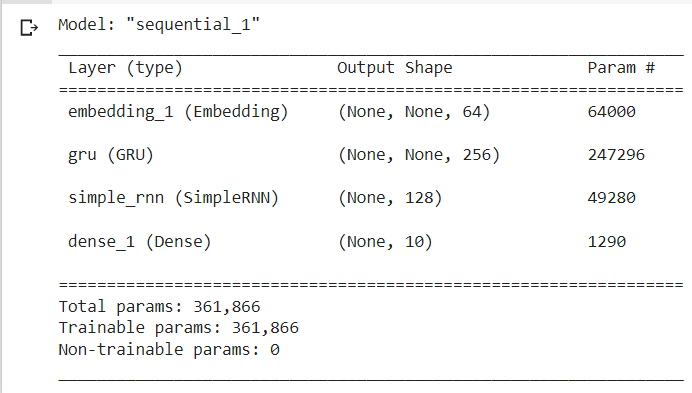 Model: "sequential_1"
Layer (type) Output Shape Param #
=================================================================
embedding_1 (Embedding) (None, None, 64) 64000
gru (GRU) (None, None, 256) 247296
simple_rnn (SimpleRNN) (None, 128) 49280
dense_1 (Dense) (None, 10) 1290
=================================================================
Total params: 361,866
Trainable params: 361,866
Non-trainable params: 0